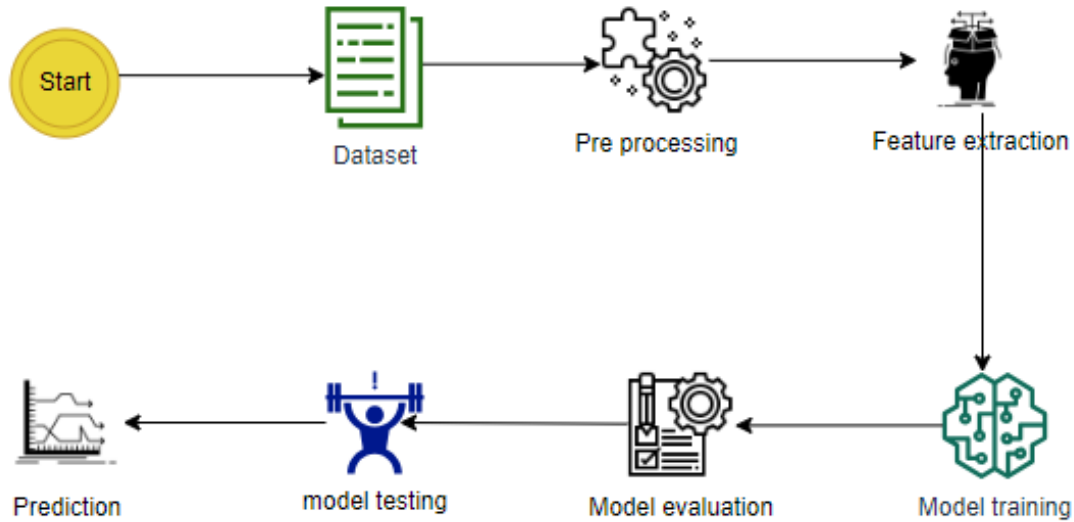 Start
Dataset
Pre processing
Feature extraction
Prediction
model testing
Model evaluation
Model training